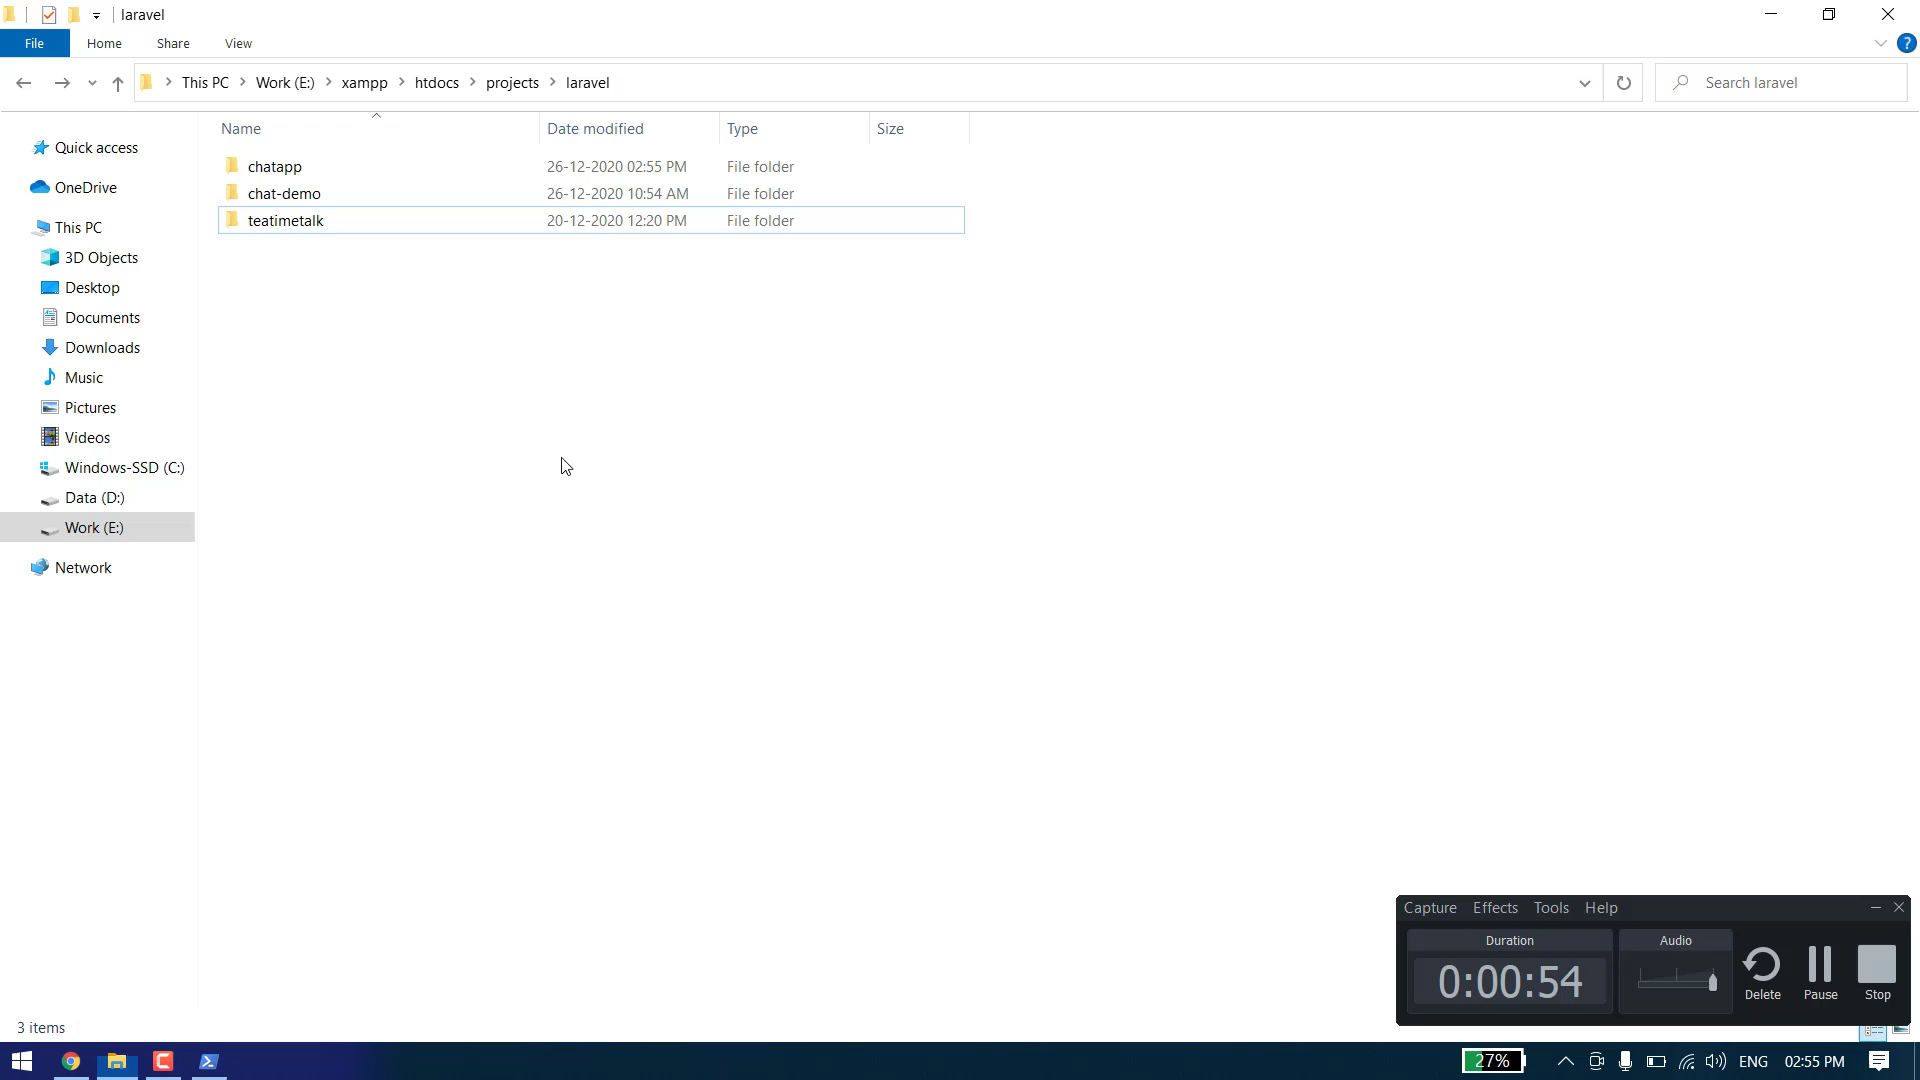 laravel
File Home Share View
This PC Work (E:) xampp htdocs projects laravel
Search laravel
Name Date modified Type Size
chatapp 26-12-2020 02:55 PM File folder
chat-demo 26-12-2020 10:54 AM File folder
teatimetalk 20-12-2020 12:20 PM File folder
Quick access
OneDrive
This PC
3D Objects
Desktop
Documents
Downloads
Music
Pictures
Videos
Windows-SSD (C:)
Data (D:)
Work (E:)
Network
Capture Effects Tools Help
Duration Audio
0:00:54
Delete Pause Stop
3 items
27% ENG 02:55 PM